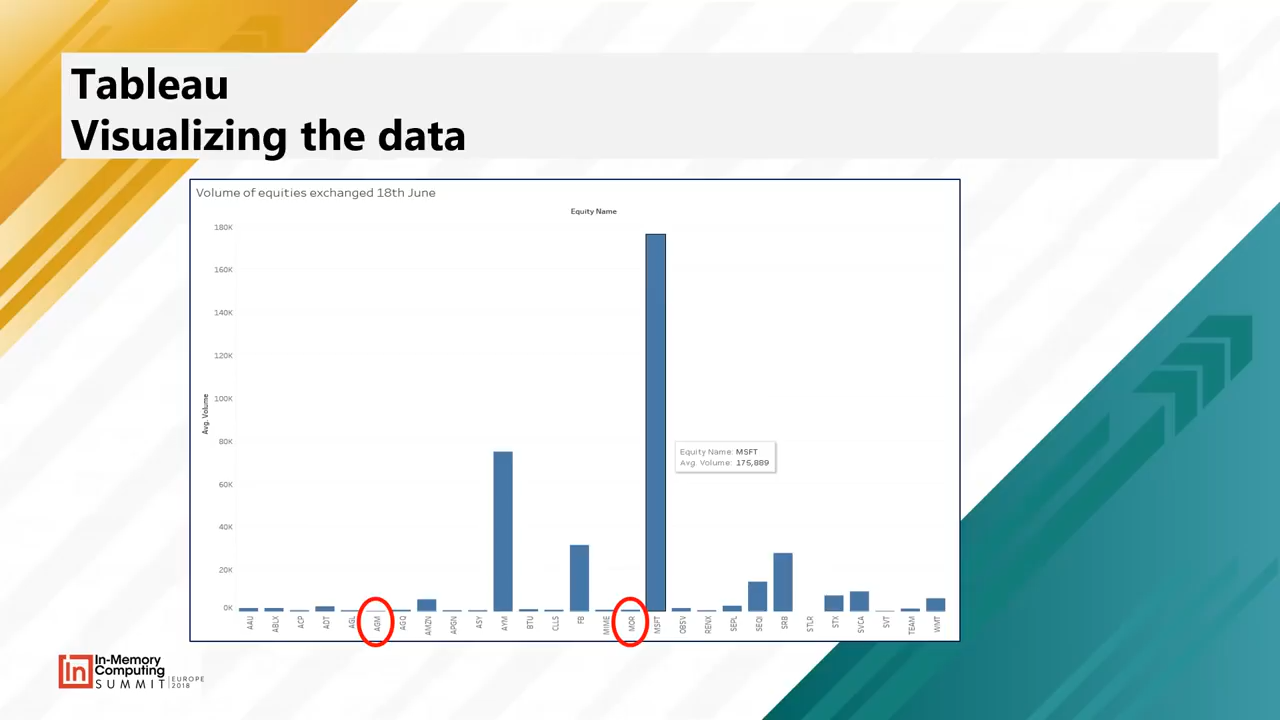 Tableau
Visualizing the data
Volume of equities exchanged 18th June
Equity Name
180K
160K
140K
120K
100K
80K
60K
40K
20K
0K
Avg. Volume
Equity Name: MSFT
Avg. Volume: 175,889
AAU ABLX ACP ADT AGL AGM AGQ AMZN APGN ASY AYM BTU CLLS FB MIME MOR MSFT OBSV RENX SEPL SEQI SRB STLR STX SVCA SVT TEAM WMT
In In-Memory
Computing
SUMMIT EUROPE
2018